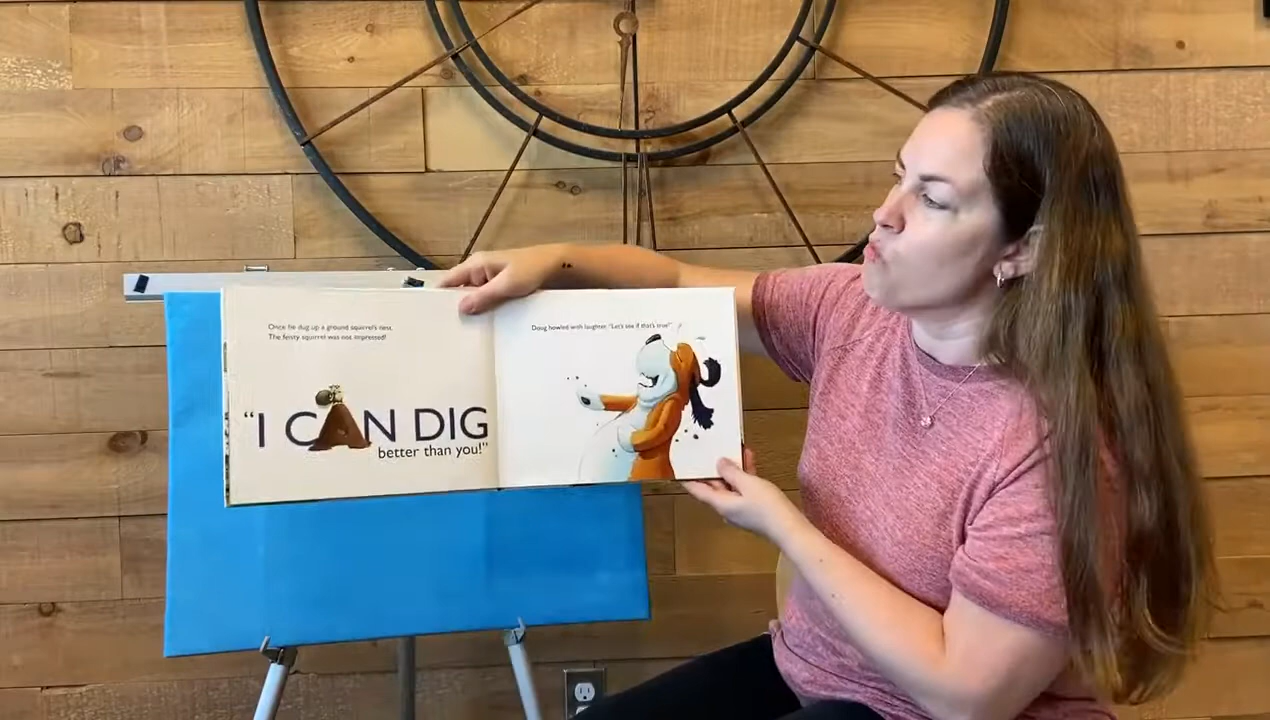 Once he dug up a ground squirrel's nest.
The feisty squirrel was not impressed!
"I CAN DIG
better than you!"
Doug howled with laughter. "Let's see if that's true!"